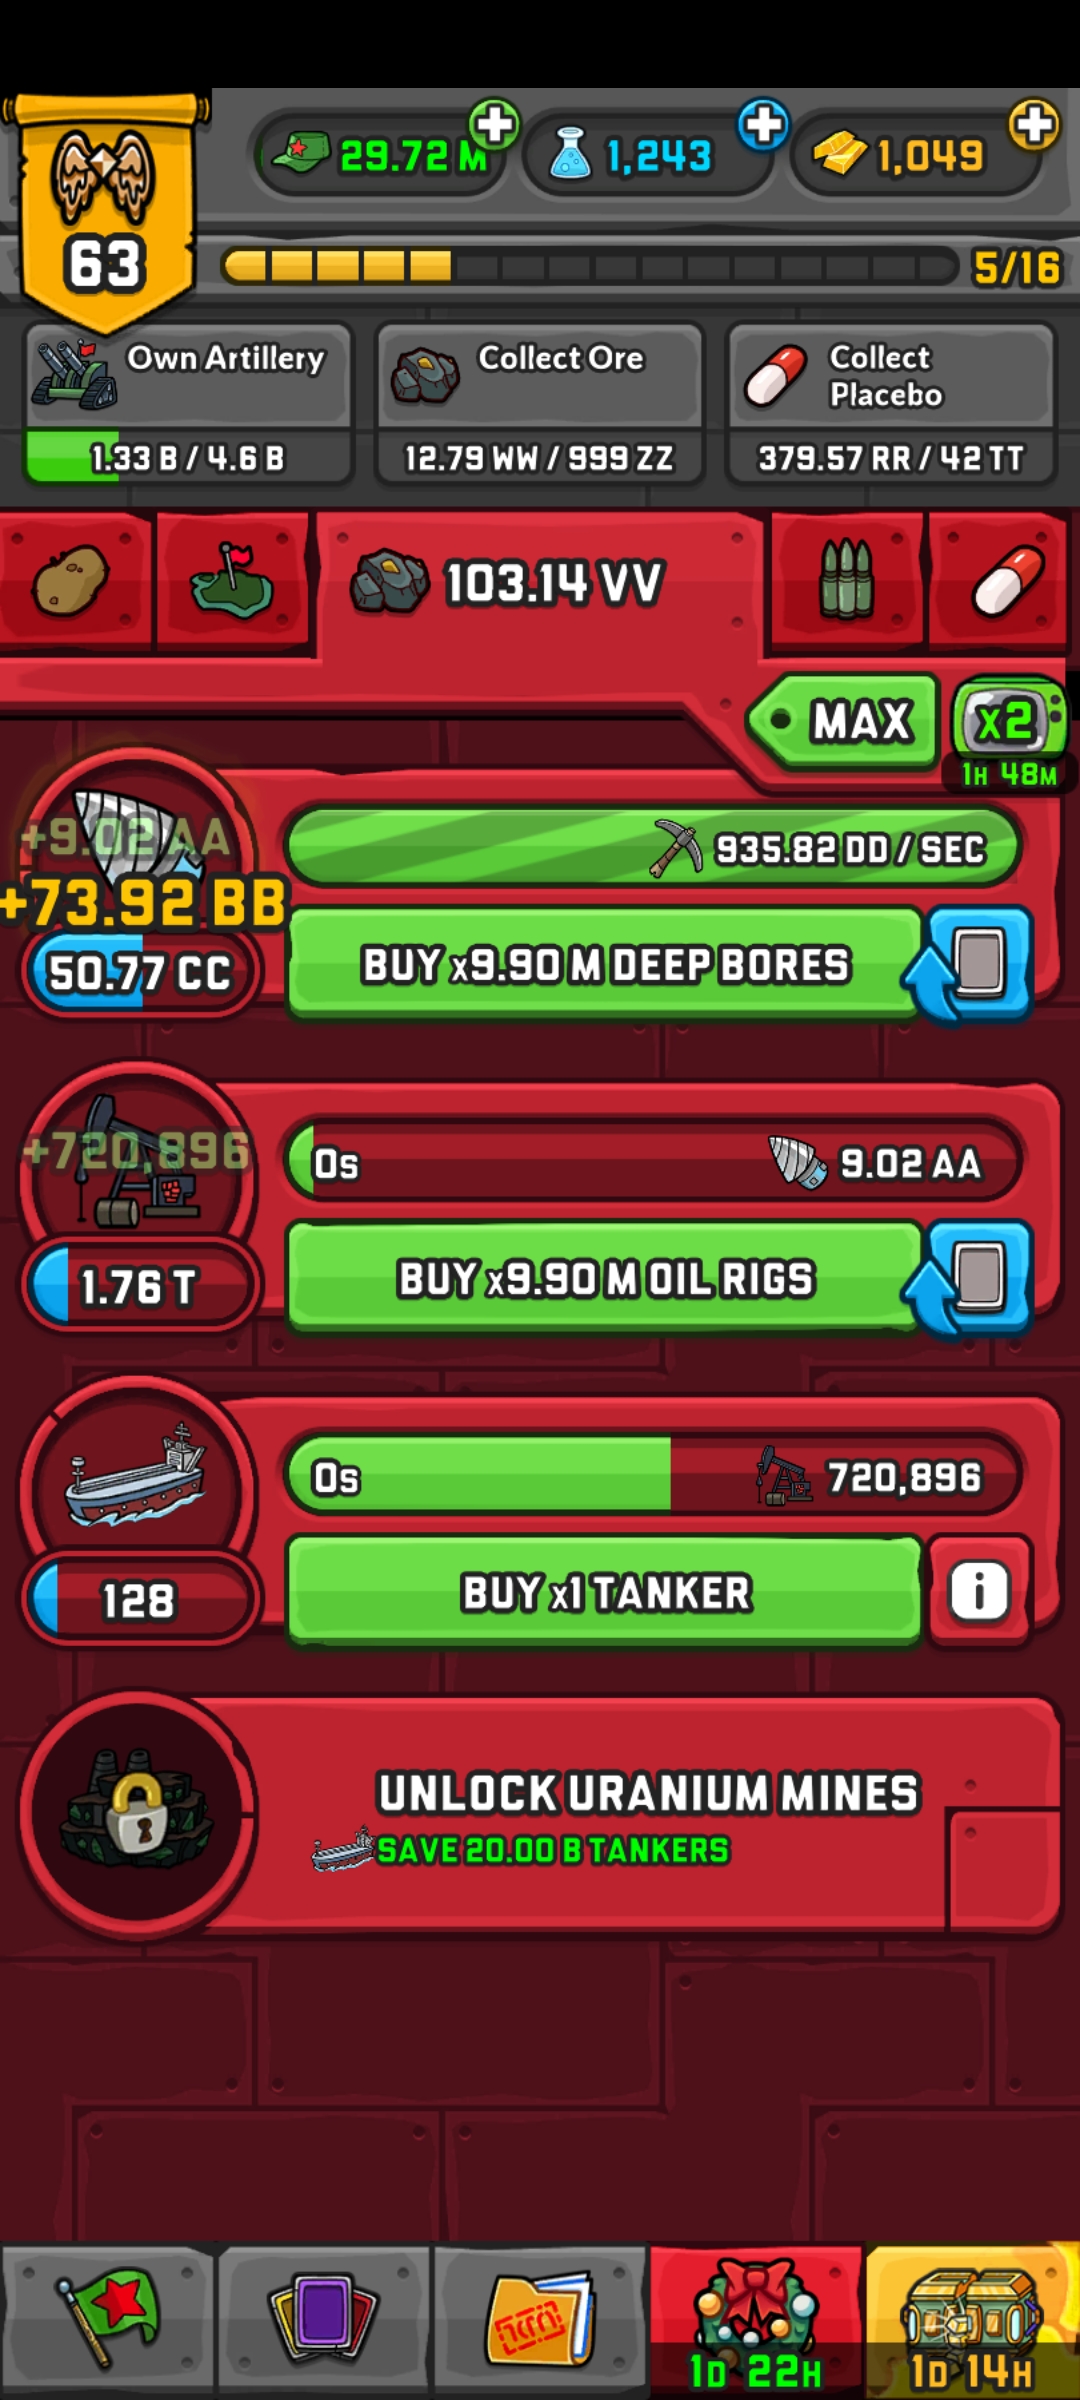 29.72 M
1,243
1,049
63
5/16
Own Artillery
1.33 B / 4.6 B
Collect Ore
12.79 WW / 999 ZZ
Collect
Placebo
379.57 RR / 42 TT
103.14 VV
MAX
x2
1H 48M
+9.02 AA
+73.92 BB
50.77 CC
935.82 DD / SEC
BUY x9.90 M DEEP BORES
+720,896
1.76 T
0s
9.02 AA
BUY x9.90 M OIL RIGS
128
0s
720,896
BUY x1 TANKER
i
UNLOCK URANIUM MINES
SAVE 20.00 B TANKERS
1D 22H
1D 14H